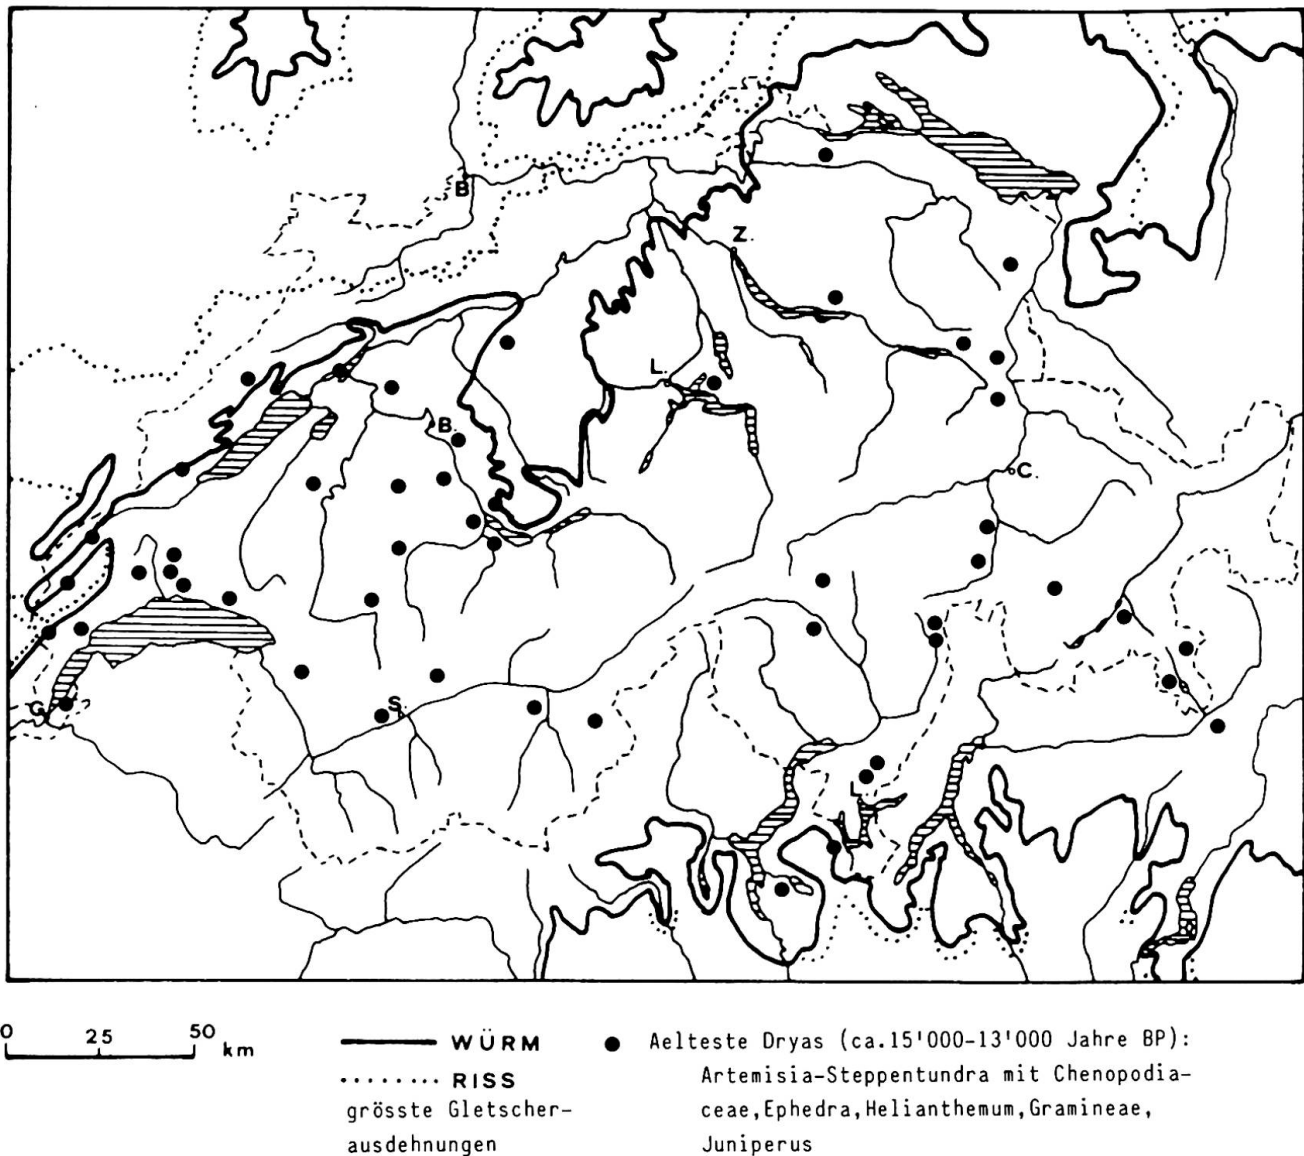 B
Z.
L.
B.
C.
G
S.
L
0 25 50 km
WÜRM
RISS
grösste Gletscher-
ausdehnungen
Aelteste Dryas (ca.15'000-13'000 Jahre BP):
Artemisia-Steppentundra mit Chenopodia-
ceae,Ephedra,Helianthemum,Gramineae,
Juniperus